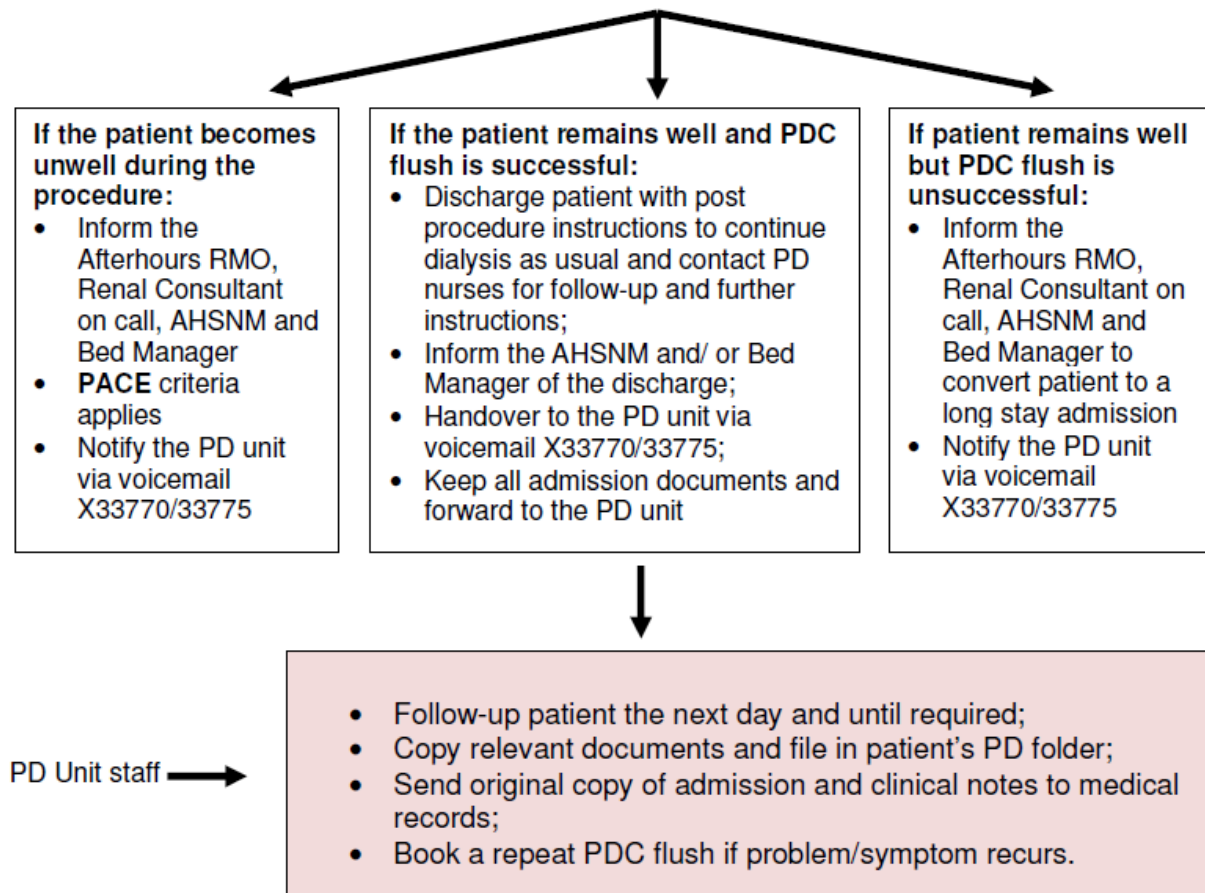 If the patient becomes
unwell during the
procedure:
• Inform the
Afterhours RMO,
Renal Consultant
on call, AHSNM and
Bed Manager
• PACE criteria
applies
• Notify the PD unit
via voicemail
X33770/33775
If the patient remains well and PDC
flush is successful:
• Discharge patient with post
procedure instructions to continue
dialysis as usual and contact PD
nurses for follow-up and further
instructions;
• Inform the AHSNM and/ or Bed
Manager of the discharge;
• Handover to the PD unit via
voicemail X33770/33775;
• Keep all admission documents and
forward to the PD unit
If patient remains well
but PDC flush is
unsuccessful:
• Inform the
Afterhours RMO,
Renal Consultant on
call, AHSNM and
Bed Manager to
convert patient to a
long stay admission
• Notify the PD unit
via voicemail
X33770/33775
PD Unit staff
• Follow-up patient the next day and until required;
• Copy relevant documents and file in patient's PD folder;
• Send original copy of admission and clinical notes to medical
records;
• Book a repeat PDC flush if problem/symptom recurs.